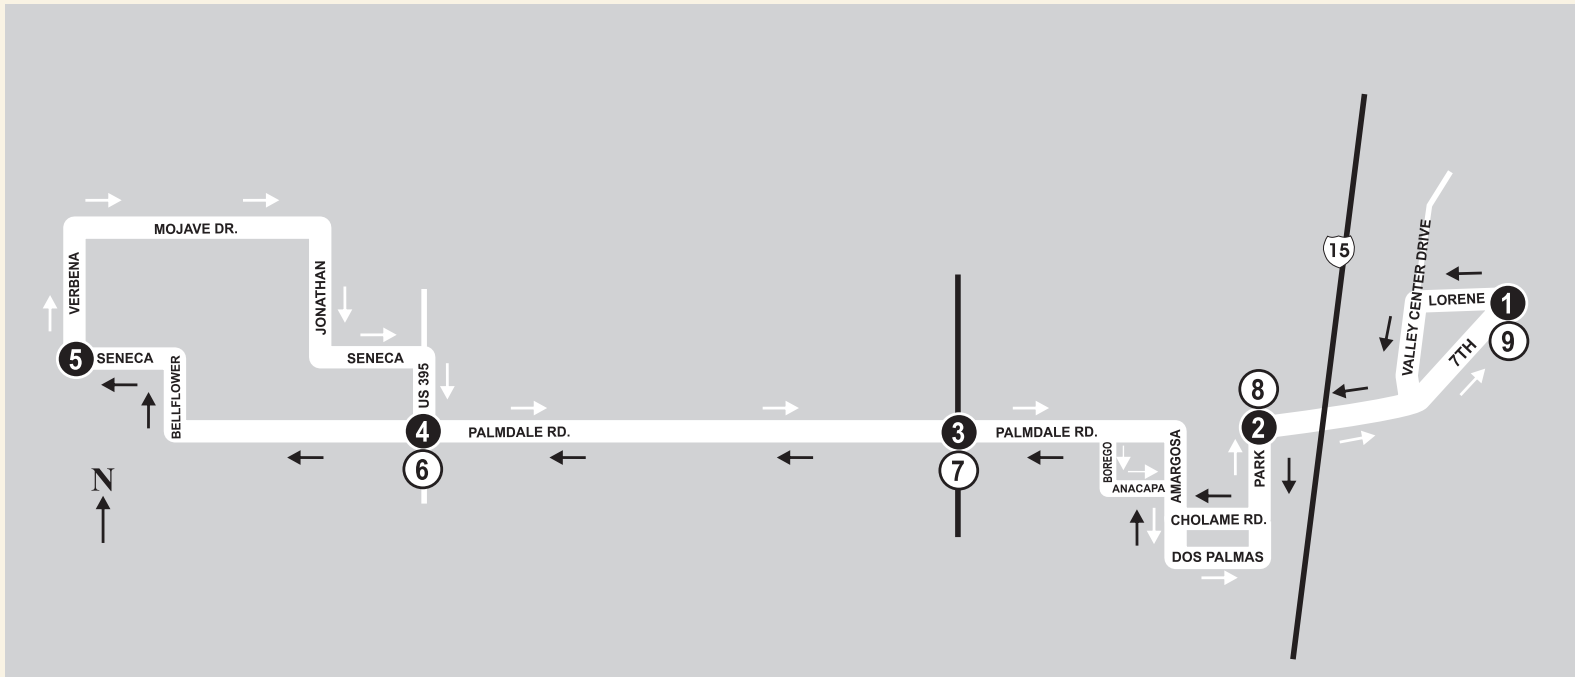 MOJAVE DR.
VERBENA
JONATHAN
5
SENECA
BELLFLOWER
SENECA
US 395
4
6
PALMDALE RD.
3
7
PALMDALE RD.
BOREGO
ANACAPA
AMARGOSA
CHOLAME RD.
DOS PALMAS
PARK
8
2
15
VALLEY CENTER DRIVE
LORENE
1
9
7TH
N